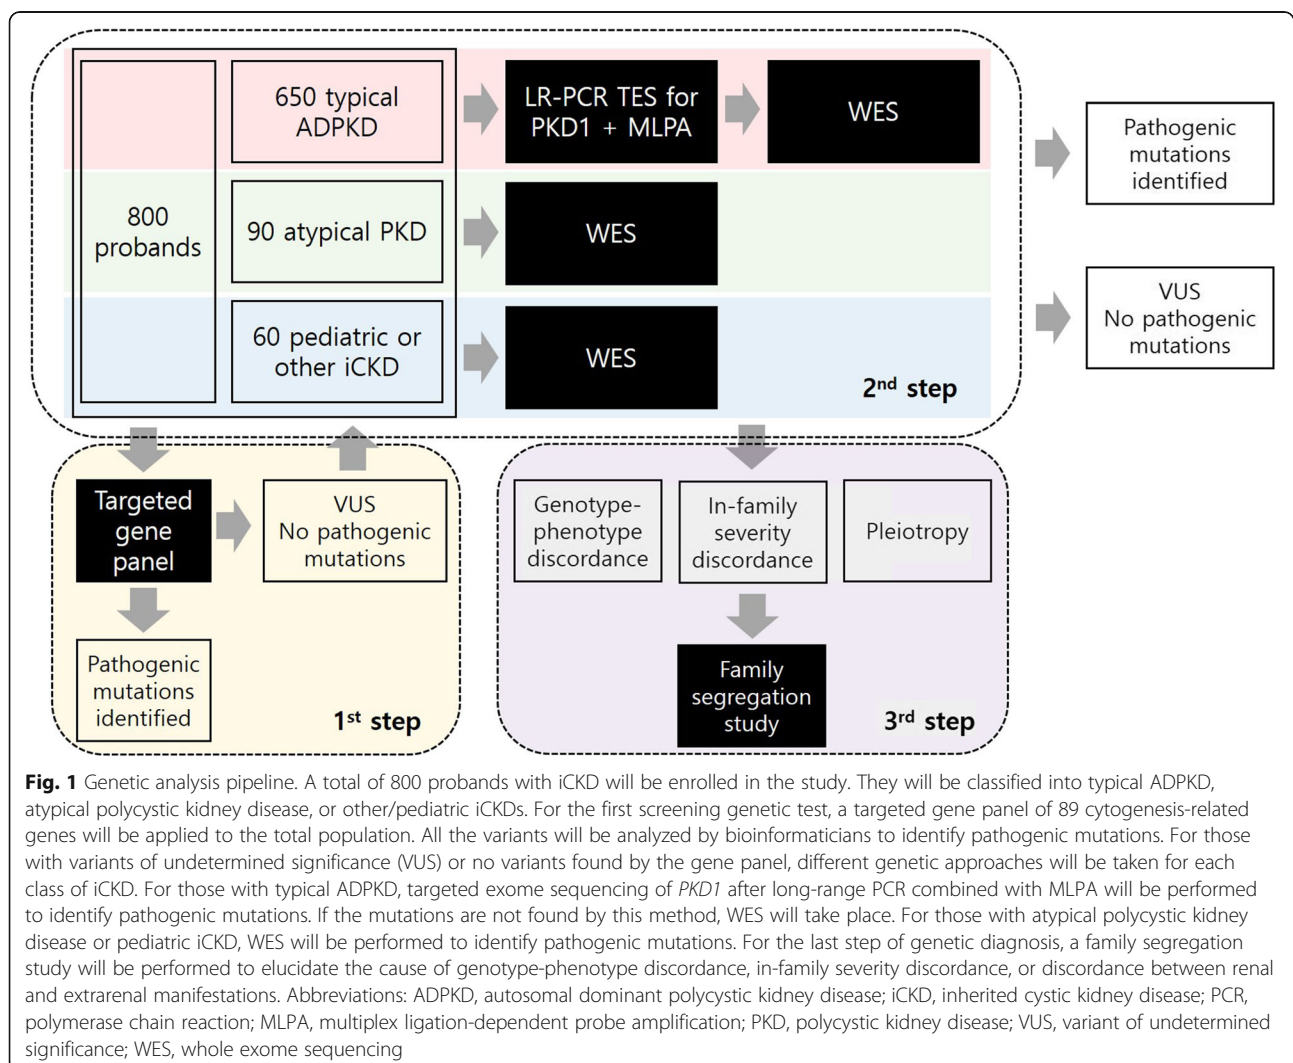 800
probands
650 typical
ADPKD
LR-PCR TES for
PKD1 + MLPA
WES
90 atypical PKD
WES
60 pediatric or
other iCKD
WES
2nd step
Pathogenic
mutations
identified
VUS
No pathogenic
mutations
Targeted
gene
panel
VUS
No pathogenic
mutations
Pathogenic
mutations
identified
1st step
Genotype-
phenotype
discordance
In-family
severity
discordance
Pleiotropy
Family
segregation
study
3rd step
Fig. 1 Genetic analysis pipeline. A total of 800 probands with iCKD will be enrolled in the study. They will be classified into typical ADPKD,
atypical polycystic kidney disease, or other/pediatric iCKDs. For the first screening genetic test, a targeted gene panel of 89 cytogenesis-related
genes will be applied to the total population. All the variants will be analyzed by bioinformaticians to identify pathogenic mutations. For those
with variants of undetermined significance (VUS) or no variants found by the gene panel, different genetic approaches will be taken for each
class of iCKD. For those with typical ADPKD, targeted exome sequencing of PKD1 after long-range PCR combined with MLPA will be performed
to identify pathogenic mutations. If the mutations are not found by this method, WES will take place. For those with atypical polycystic kidney
disease or pediatric iCKD, WES will be performed to identify pathogenic mutations. For the last step of genetic diagnosis, a family segregation
study will be performed to elucidate the cause of genotype-phenotype discordance, in-family severity discordance, or discordance between renal
and extrarenal manifestations. Abbreviations: ADPKD, autosomal dominant polycystic kidney disease; iCKD, inherited cystic kidney disease; PCR,
polymerase chain reaction; MLPA, multiplex ligation-dependent probe amplification; PKD, polycystic kidney disease; VUS, variant of undetermined
significance; WES, whole exome sequencing